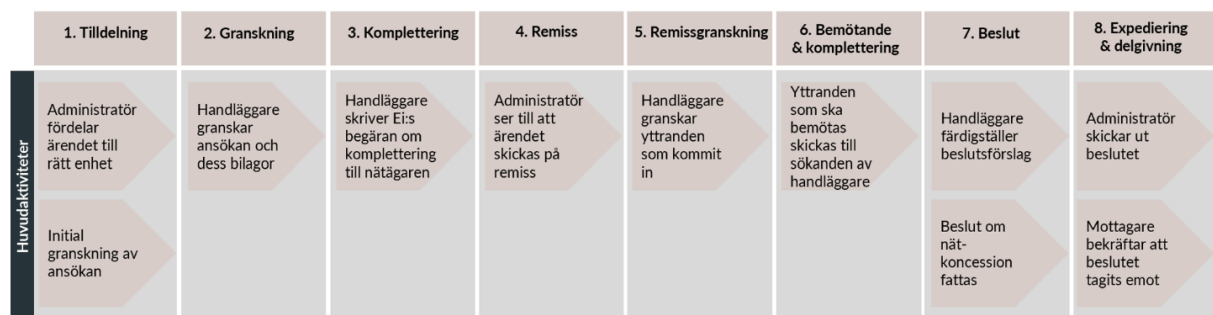 1. Tilldelning
2. Granskning
3. Komplettering
4. Remiss
5. Remissgranskning
6. Bemötande
& komplettering
7. Beslut
8. Expediering
& delgivning
Huvudaktiviteter
Administratör
fördelar
ärendet till
rätt enhet
Initial
granskning av
ansökan
Handläggare
granskar
ansökan och
dess bilagor
Handläggare
skriver Ei:s
begäran om
komplettering
till nätägaren
Administratör
ser till att
ärendet
skickas på
remiss
Handläggare
granskar
yttranden
som kommit
in
Yttranden
som ska
bemötas
skickas till
sökanden av
handläggare
Handläggare
färdigställer
beslutsförslag
Beslut om
nät-
koncession
fattas
Administratör
skickar ut
beslutet
Mottagare
bekräftar att
beslutet
tagits emot